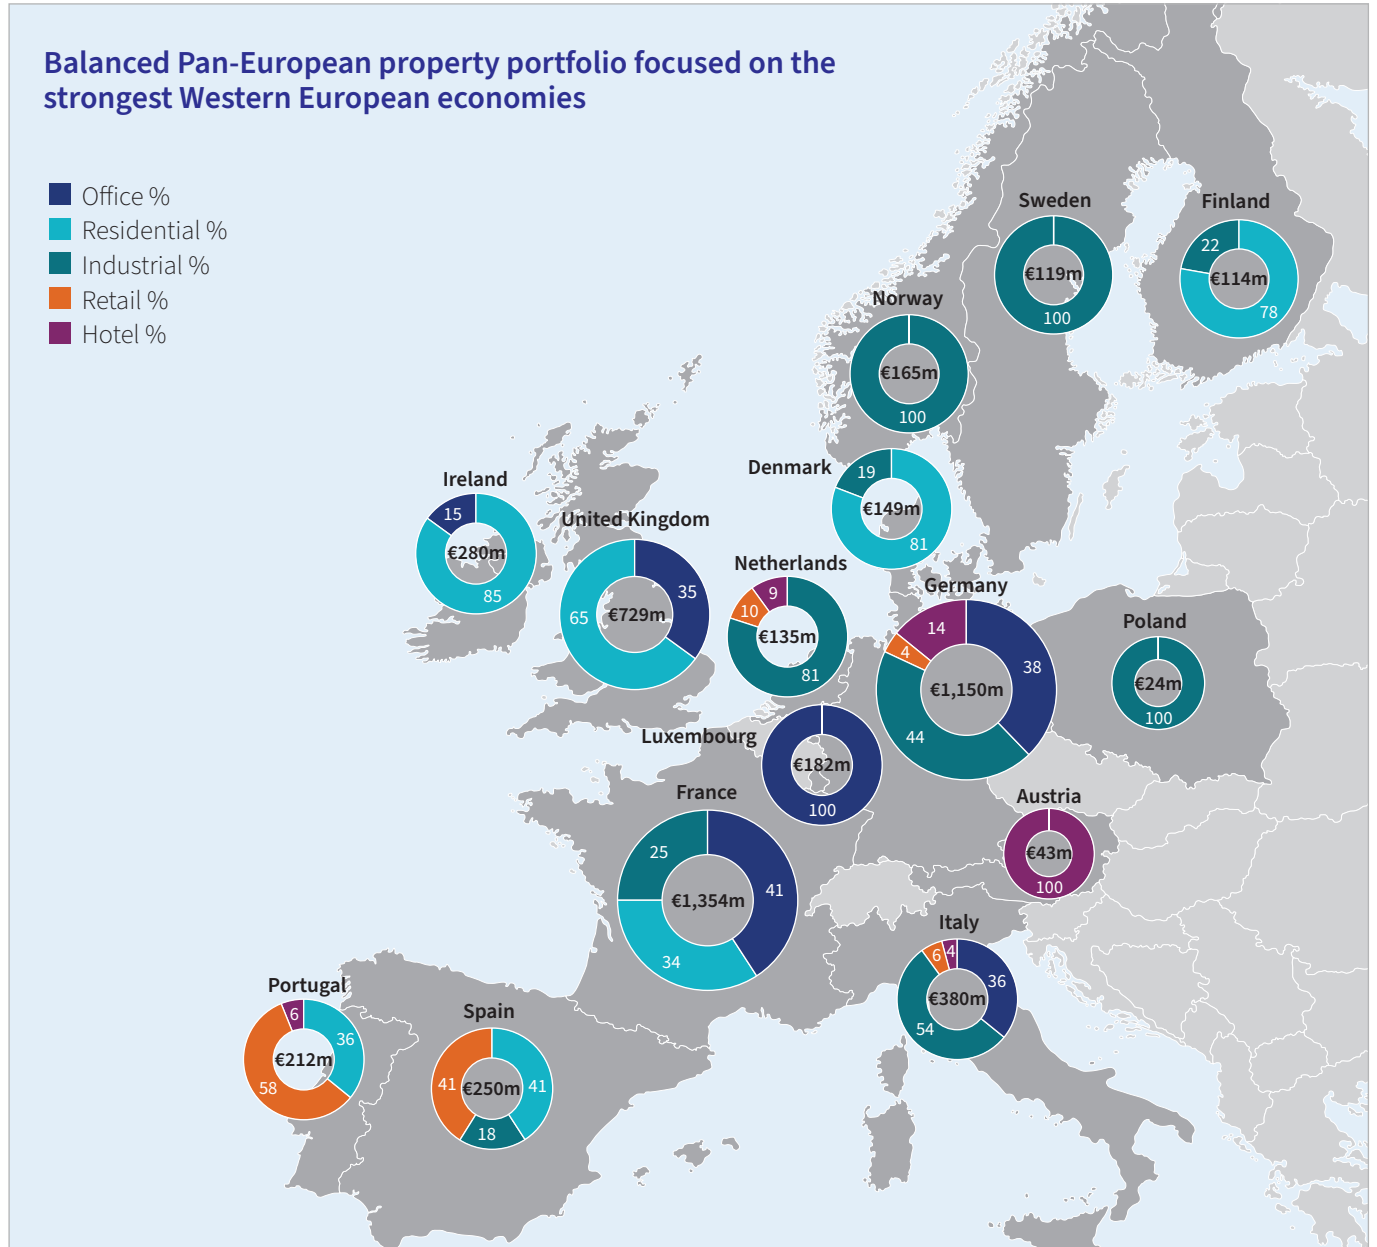 Balanced Pan-European property portfolio focused on the
strongest Western European economies
Office %
Residential %
Industrial %
Retail %
Hotel %
Sweden
€119m
100
Finland
22
€114m
78
Norway
€165m
100
Denmark
19
€149m
81
Ireland
15
€280m
85
United Kingdom
35
65
€729m
Netherlands
9
10
€135m
81
Germany
14
4
38
€1,150m
44
Poland
€24m
100
Luxembourg
€182m
100
France
25
41
€1,354m
34
Austria
€43m
100
Italy
6
4
36
€380m
54
Portugal
6
36
€212m
58
Spain
41
€250m
41
18